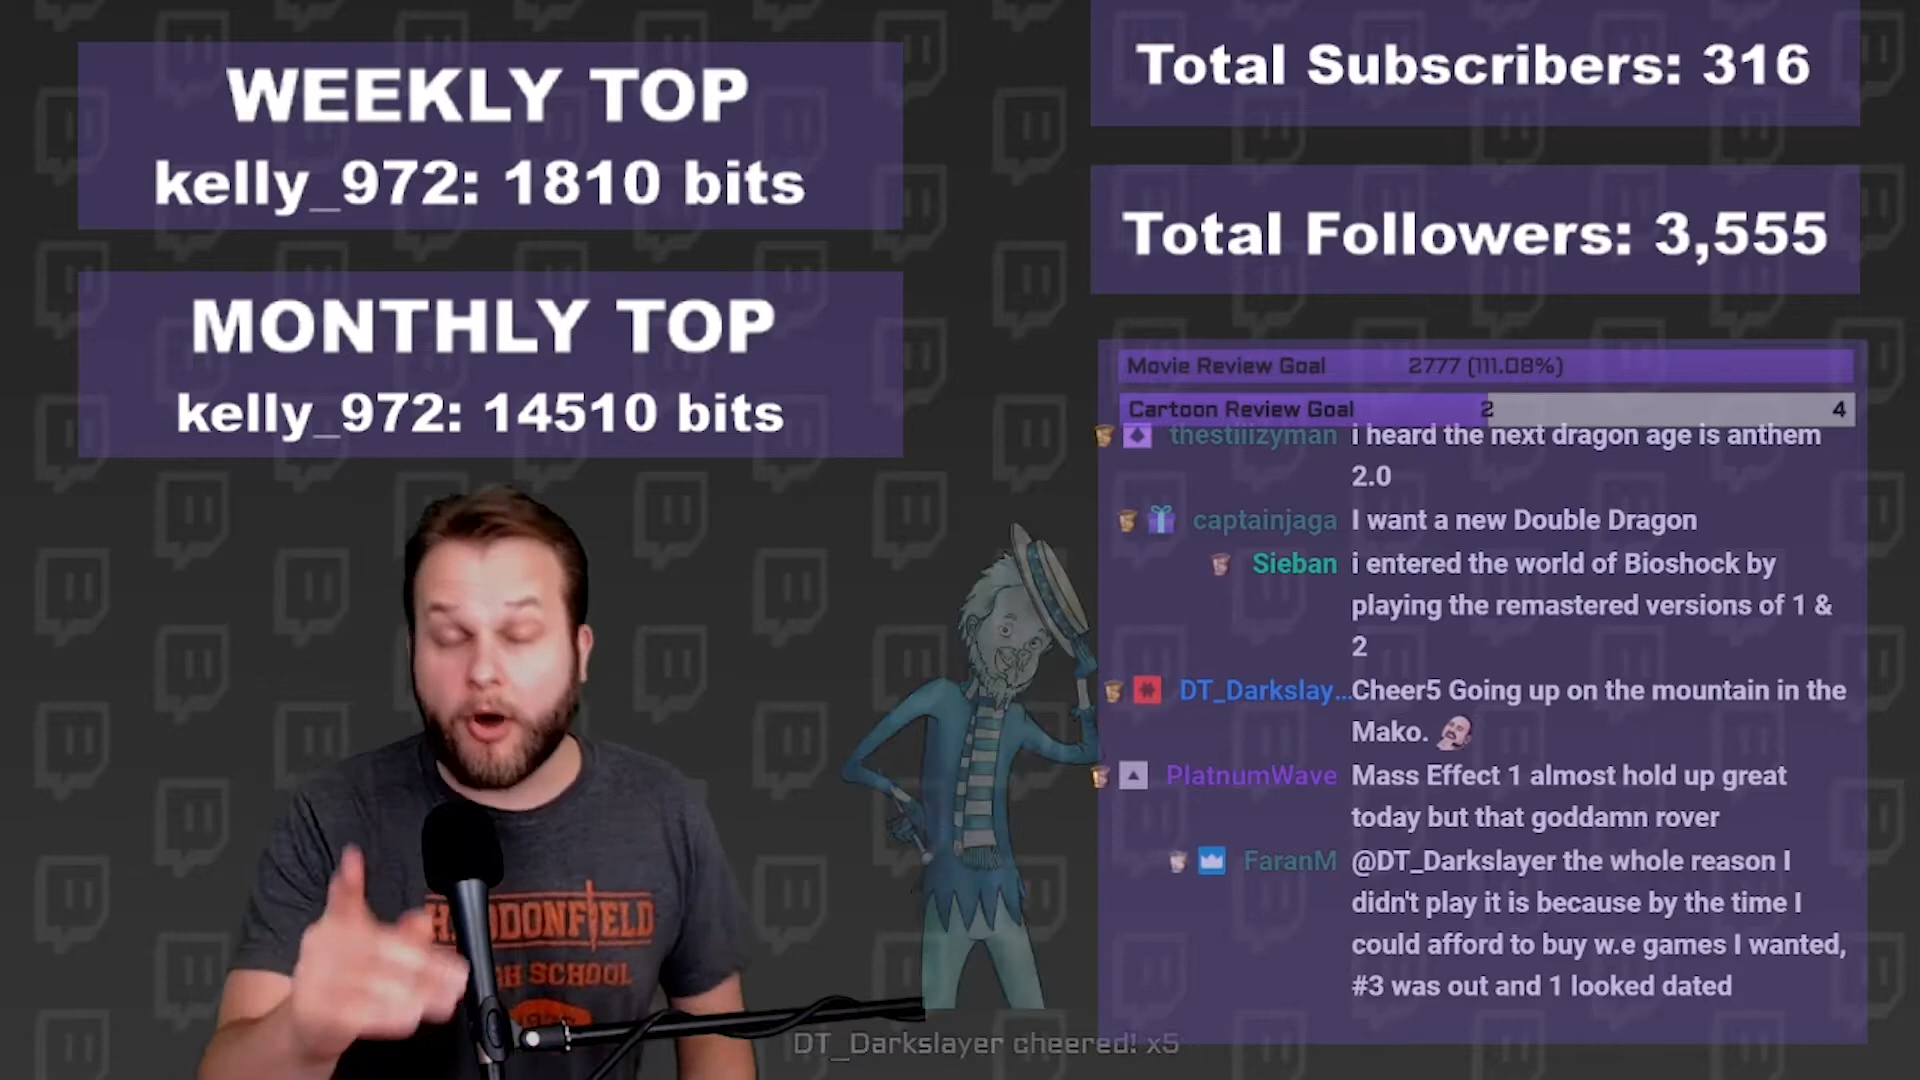 WEEKLY TOP
kelly_972: 1810 bits
MONTHLY TOP
kelly_972: 14510 bits
Total Subscribers: 316
Total Followers: 3,555
Movie Review Goal 2777 (111.08%)
Cartoon Review Goal 2 4
thestiiizyman i heard the next dragon age is anthem
2.0
captainjaga I want a new Double Dragon
Sieban i entered the world of Bioshock by
playing the remastered versions of 1 &
2
DT_Darkslay... Cheer5 Going up on the mountain in the
Mako.
PlatnumWave Mass Effect 1 almost hold up great
today but that goddamn rover
FaranM @DT_Darkslayer the whole reason I
didn't play it is because by the time I
could afford to buy w.e games I wanted,
#3 was out and 1 looked dated
SCHOOL
DT_Darkslayer cheered! x5